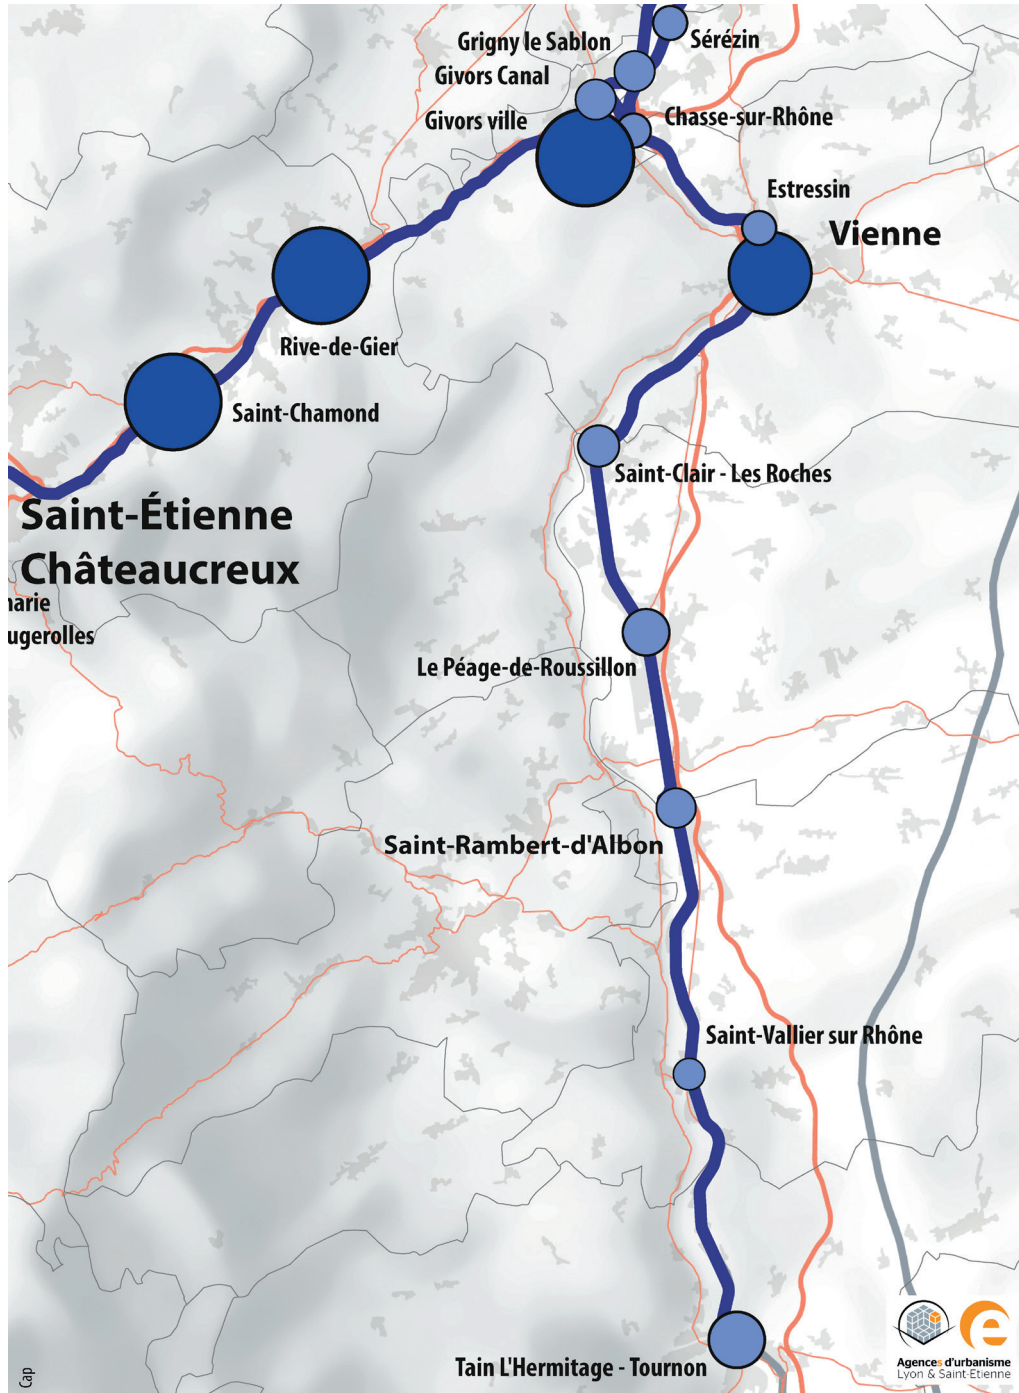 Grigny le Sablon
Sérézin
Givors Canal
Givors ville
Chasse-sur-Rhône
Estressin
Vienne
Rive-de-Gier
Saint-Chamond
Saint-Clair - Les Roches
Saint-Étienne
Châteaucreux
narie
ugerolles
Le Péage-de-Roussillon
Saint-Rambert-d'Albon
Saint-Vallier sur Rhône
Tain L'Hermitage - Tournon
Cap
e
Agences d'urbanisme
Lyon & Saint-Etienne